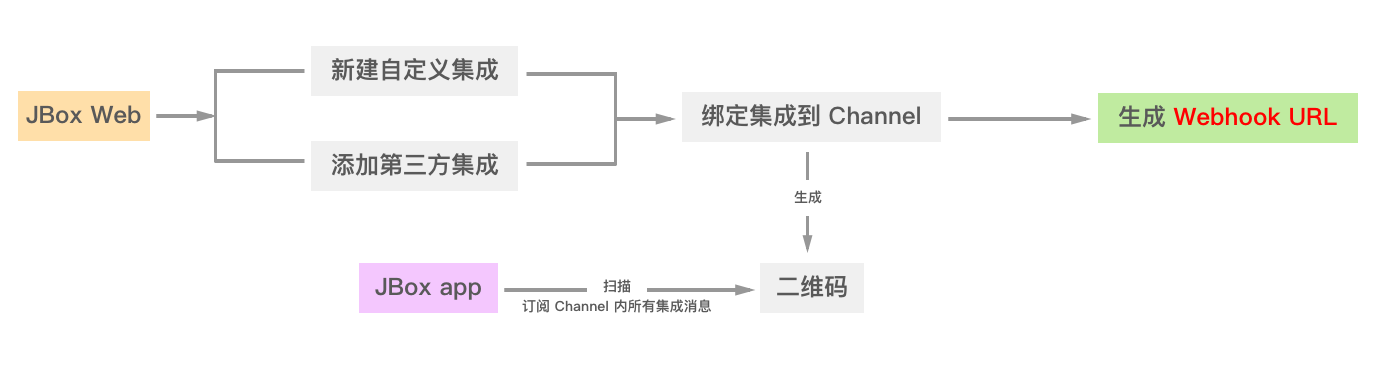 新建自定义集成
JBox Web
绑定集成到 Channel
生成 Webhook URL
添加第三方集成
生成
JBox app
扫描
订阅 Channel 内所有集成消息
二维码